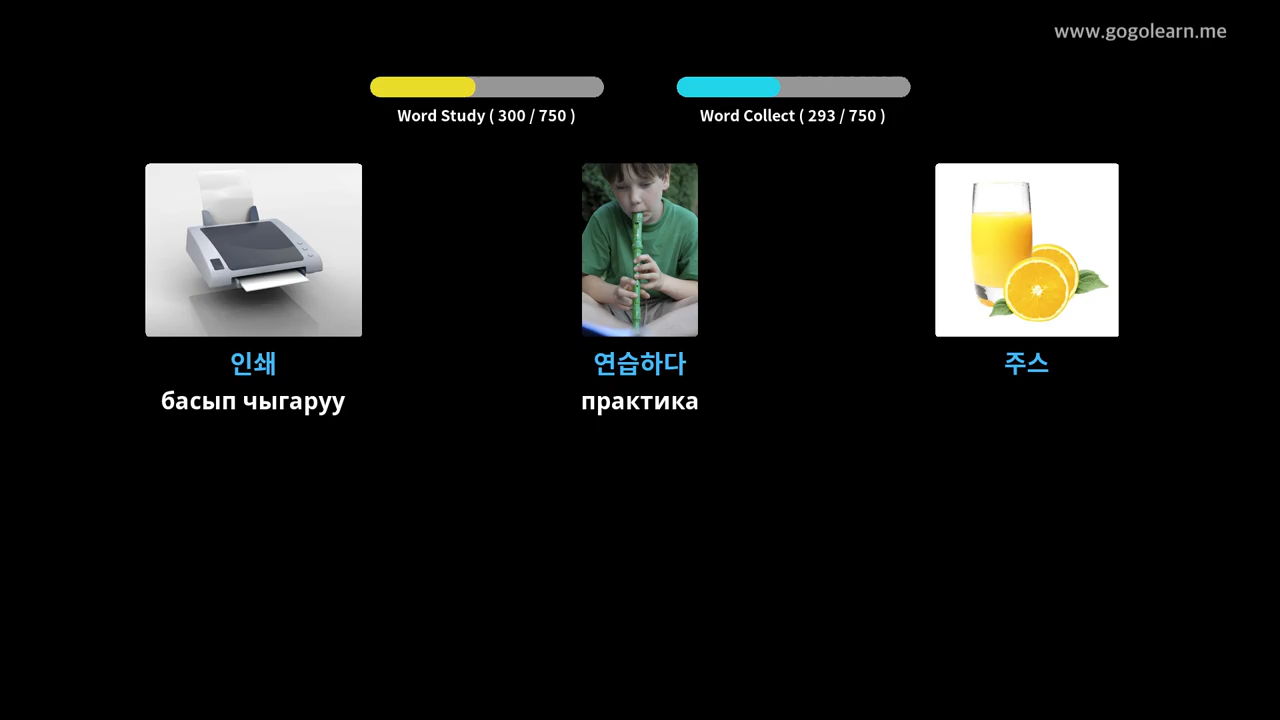 www.gogolearn.me
Word Study ( 300 / 750 )
Word Collect ( 293 / 750 )
인쇄
басып чыгаруу
연습하다
практика
주스